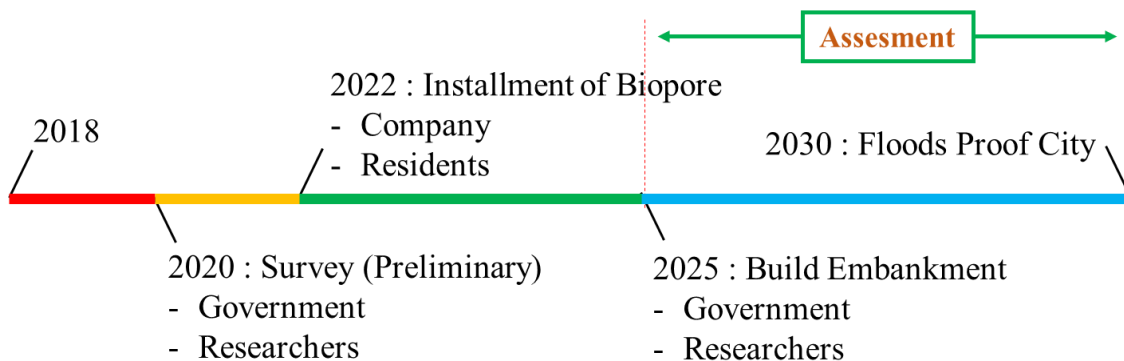 Assesment
2022 : Installment of Biopore
- Company
- Residents
2018
2030 : Floods Proof City
2020 : Survey (Preliminary)
- Government
- Researchers
2025 : Build Embankment
- Government
- Researchers